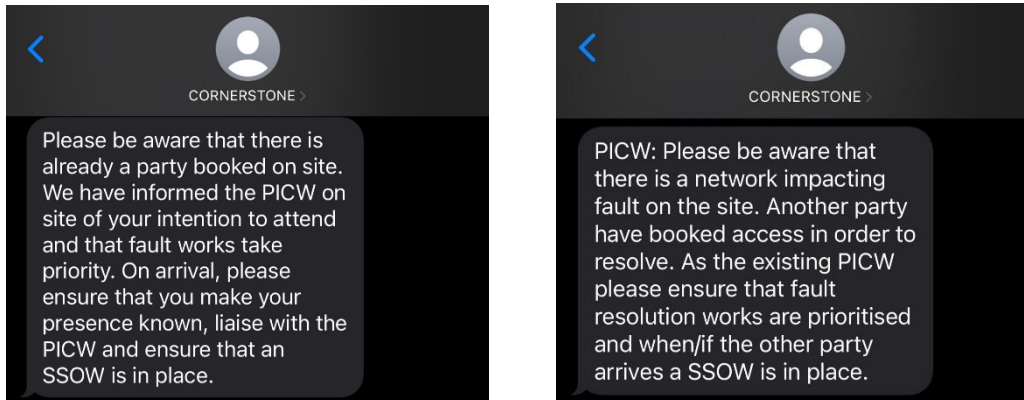 CORNERSTONE
Please be aware that there is
already a party booked on site.
We have informed the PICW on
site of your intention to attend
and that fault works take
priority. On arrival, please
ensure that you make your
presence known, liaise with the
PICW and ensure that an
SSOW is in place.
CORNERSTONE
PICW: Please be aware that
there is a network impacting
fault on the site. Another party
have booked access in order to
resolve. As the existing PICW
please ensure that fault
resolution works are prioritised
and when/if the other party
arrives a SSOW is in place.